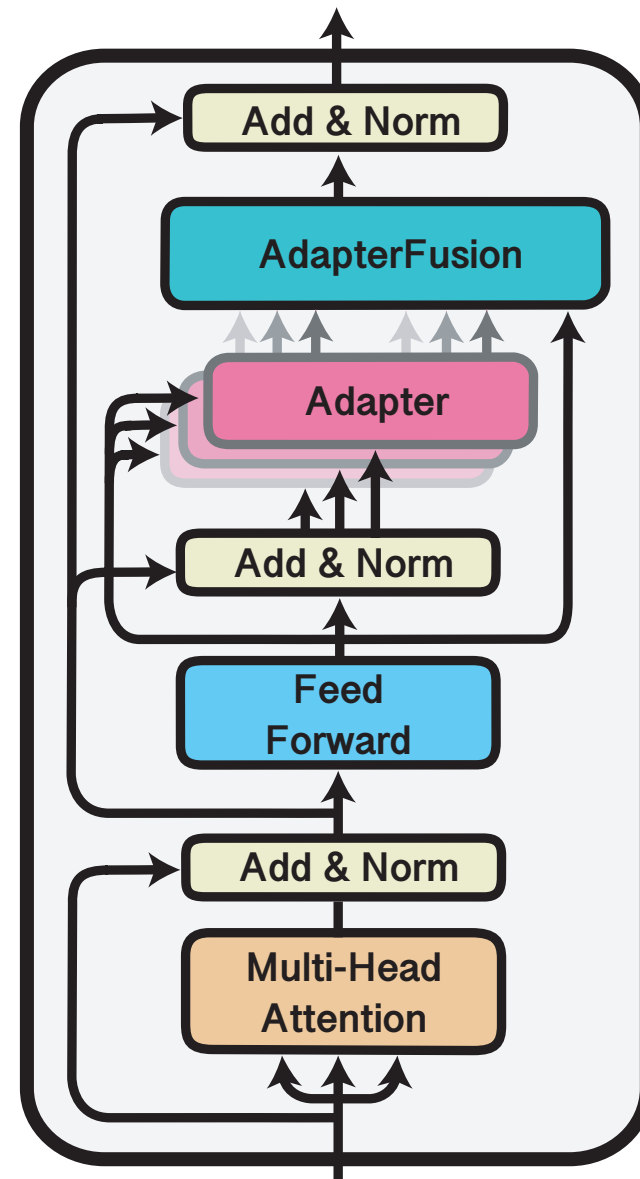 Add & Norm
AdapterFusion
Adapter
Add & Norm
Feed
Forward
Add & Norm
Multi-Head
Attention